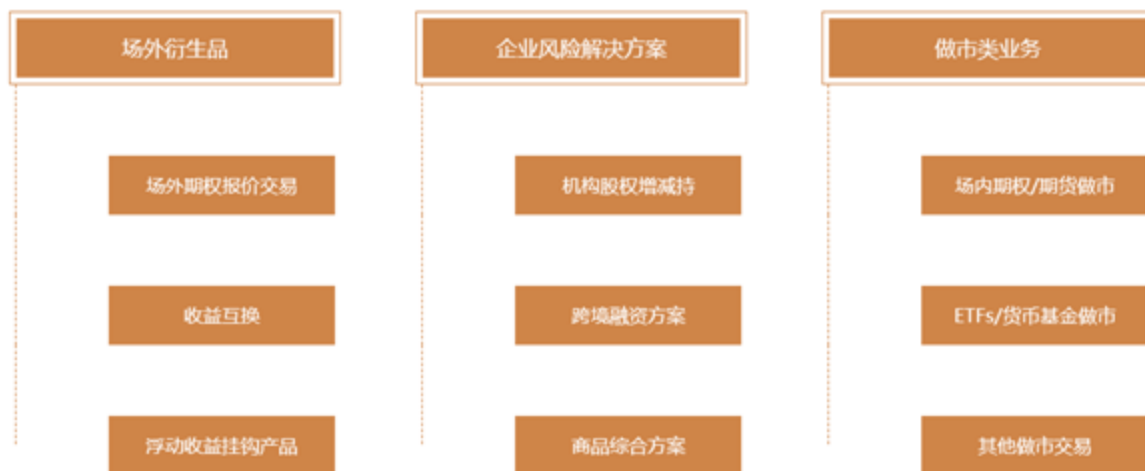 场外衍生品
场外期权报价交易
收益互换
浮动收益挂钩产品
企业风险解决方案
机构股权增减持
跨境融资方案
商品综合方案
做市类业务
场内期权/期货做市
ETFs/货币基金做市
其他做市交易